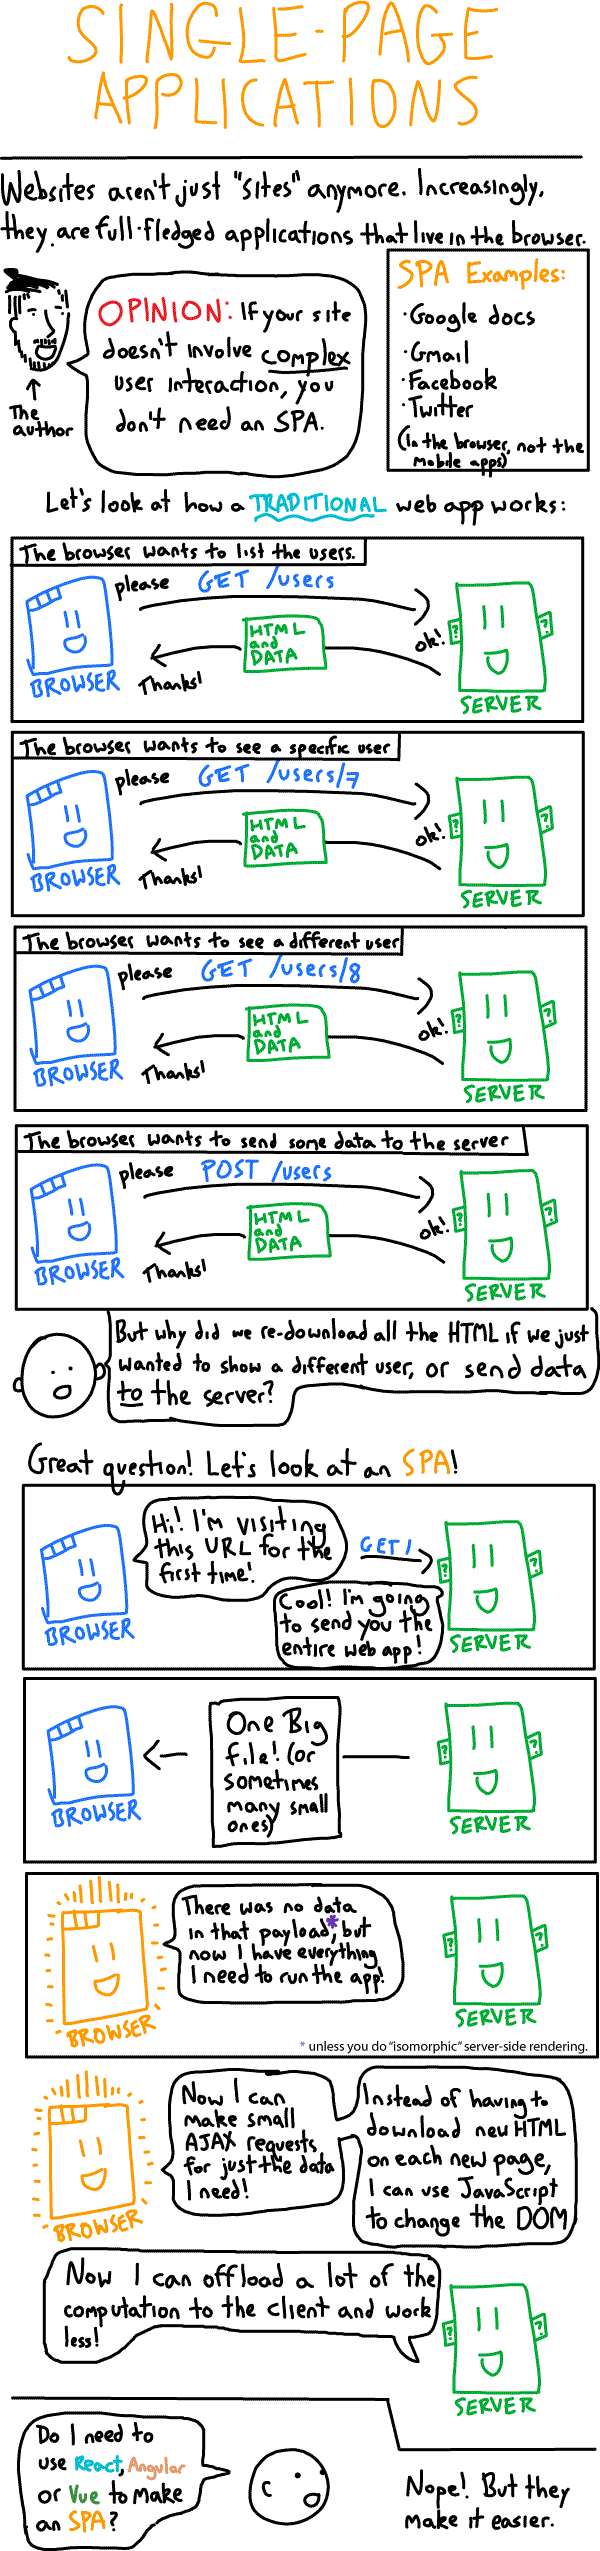 SINGLE-PAGE
APPLICATIONS
Websites aren't just "sites" anymore. Increasingly,
they are full-fledged applications that live in the browser.
The
author
OPINION: If your site
doesn't involve
complex
user interaction, you
don't need an SPA.
SPA Examples:
·Google docs
·Gmail
·Facebook
·Twitter
(in the browser, not the
mobile apps)
Let's look at how a TRADITIONAL web app works:
The browser wants to list the users.
please GET /users
ok!
HTML
and
DATA
Thanks!
BROWSER
SERVER
The browser wants to see a specific user
please GET /users/7
ok!
HTML
and
DATA
Thanks!
BROWSER
SERVER
The browser wants to see a different user
please GET /users/8
ok!
HTML
and
DATA
Thanks!
BROWSER
SERVER
The browser wants to send some data to the server
please POST /users
ok!
HTML
and
DATA
Thanks!
BROWSER
SERVER
But why did we re-download all the HTML if we just
wanted to show a different user, or send data
to the server?
Great question! Let's look at an SPA!
Hi! I'm visiting
this URL for the
first time!
GET /
Cool! I'm going
to send you the
entire web app!
BROWSER
SERVER
One Big
file! (or
sometimes
many small
ones)
BROWSER
SERVER
There was no data
in that payload*, but
now I have everything
I need to run the app!
BROWSER
SERVER
* unless you do "isomorphic" server-side rendering.
Now I can
make small
AJAX requests
for just the data
I need!
Instead of having to
download new HTML
on each new page,
I can use JavaScript
to change the DOM
BROWSER
Now I can offload a lot of the
computation to the client and work
less!
SERVER
Do I need to
use React, Angular
or Vue to make
an SPA?
Nope! But they
make it easier.